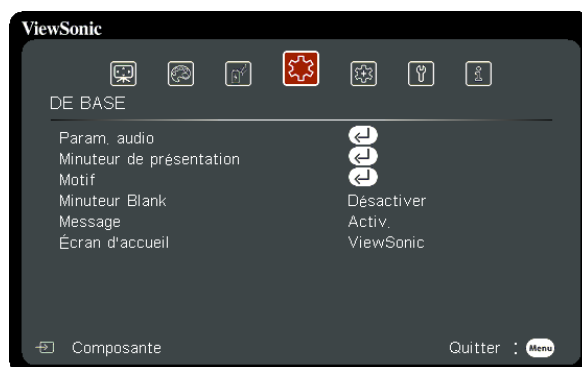 ViewSonic
DE BASE
Param. audio
Minuteur de présentation
Motif
Minuteur Blank Désactiver
Message Activ.
Écran d'accueil ViewSonic
Composante Quitter : Menu